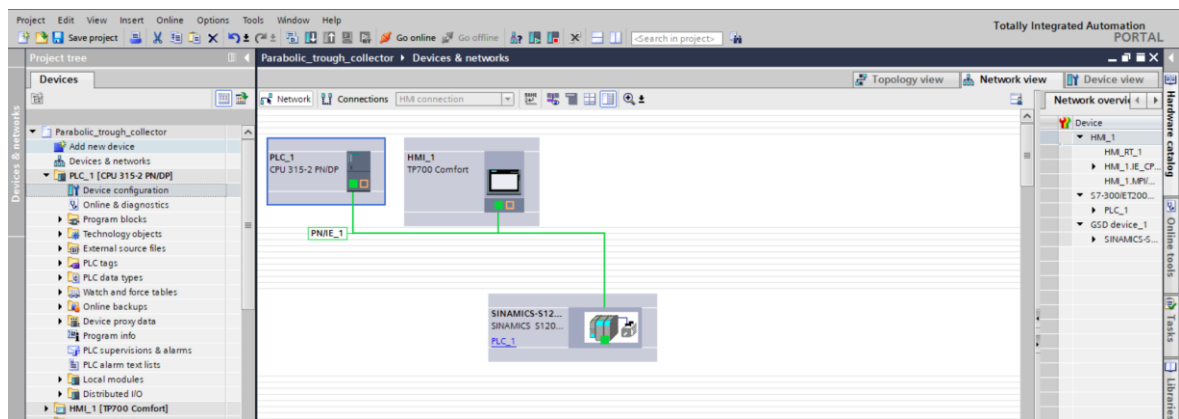 Project Edit View Insert Online Options Tools Window Help
Totally Integrated Automation
PORTAL
Save project
Go online
Go offline
<Search in project>
Project tree
Parabolic_trough_collector ▸ Devices & networks
Devices
Topology view
Network view
Device view
Network
Connections
HMI connection
Network overvie
Parabolic_trough_collector
Add new device
Devices & networks
PLC_1 [CPU 315-2 PN/DP]
Device configuration
Online & diagnostics
Program blocks
Technology objects
External source files
PLC tags
PLC data types
Watch and force tables
Online backups
Device proxy data
Program info
PLC supervisions & alarms
PLC alarm text lists
Local modules
Distributed I/O
HMI_1 [TP700 Comfort]
Devices & networks
PLC_1
CPU 315-2 PN/DP
HMI_1
TP700 Comfort
PN/IE_1
SINAMICS-S12...
SINAMICS S120...
PLC_1
Device
HMI_1
HMI_RT_1
HMI_1.IE_CP...
HMI_1.MPI/...
S7-300/ET200...
PLC_1
GSD device_1
SINAMICS-S...
Hardware catalog
Online tools
Tasks
Libraries